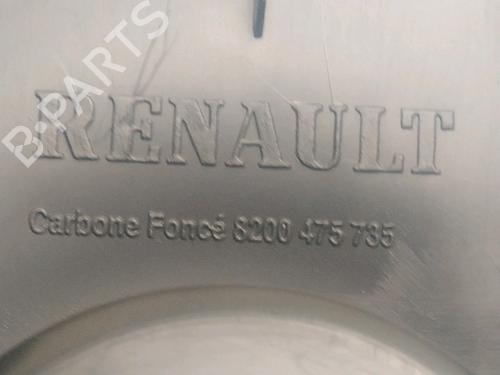 B-PARTS
RENAULT
Carbone Foncé 8200 475 735